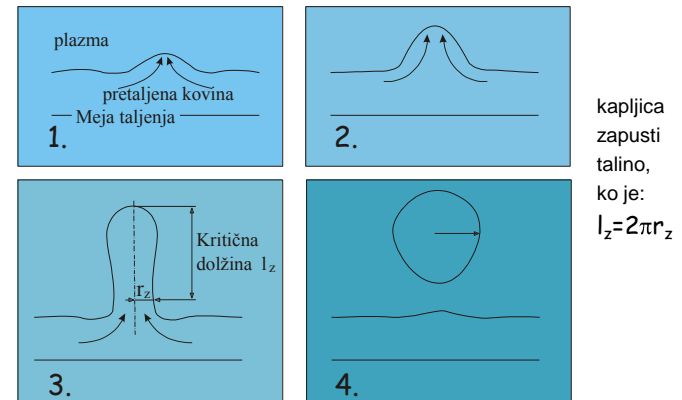 plazma
pretaljena kovina
Meja taljenja
1.
2.
Kritična
dolžina l_z
r_z
3.
4.
kapljica
zapusti
talino,
ko je:
l_z=2πr_z